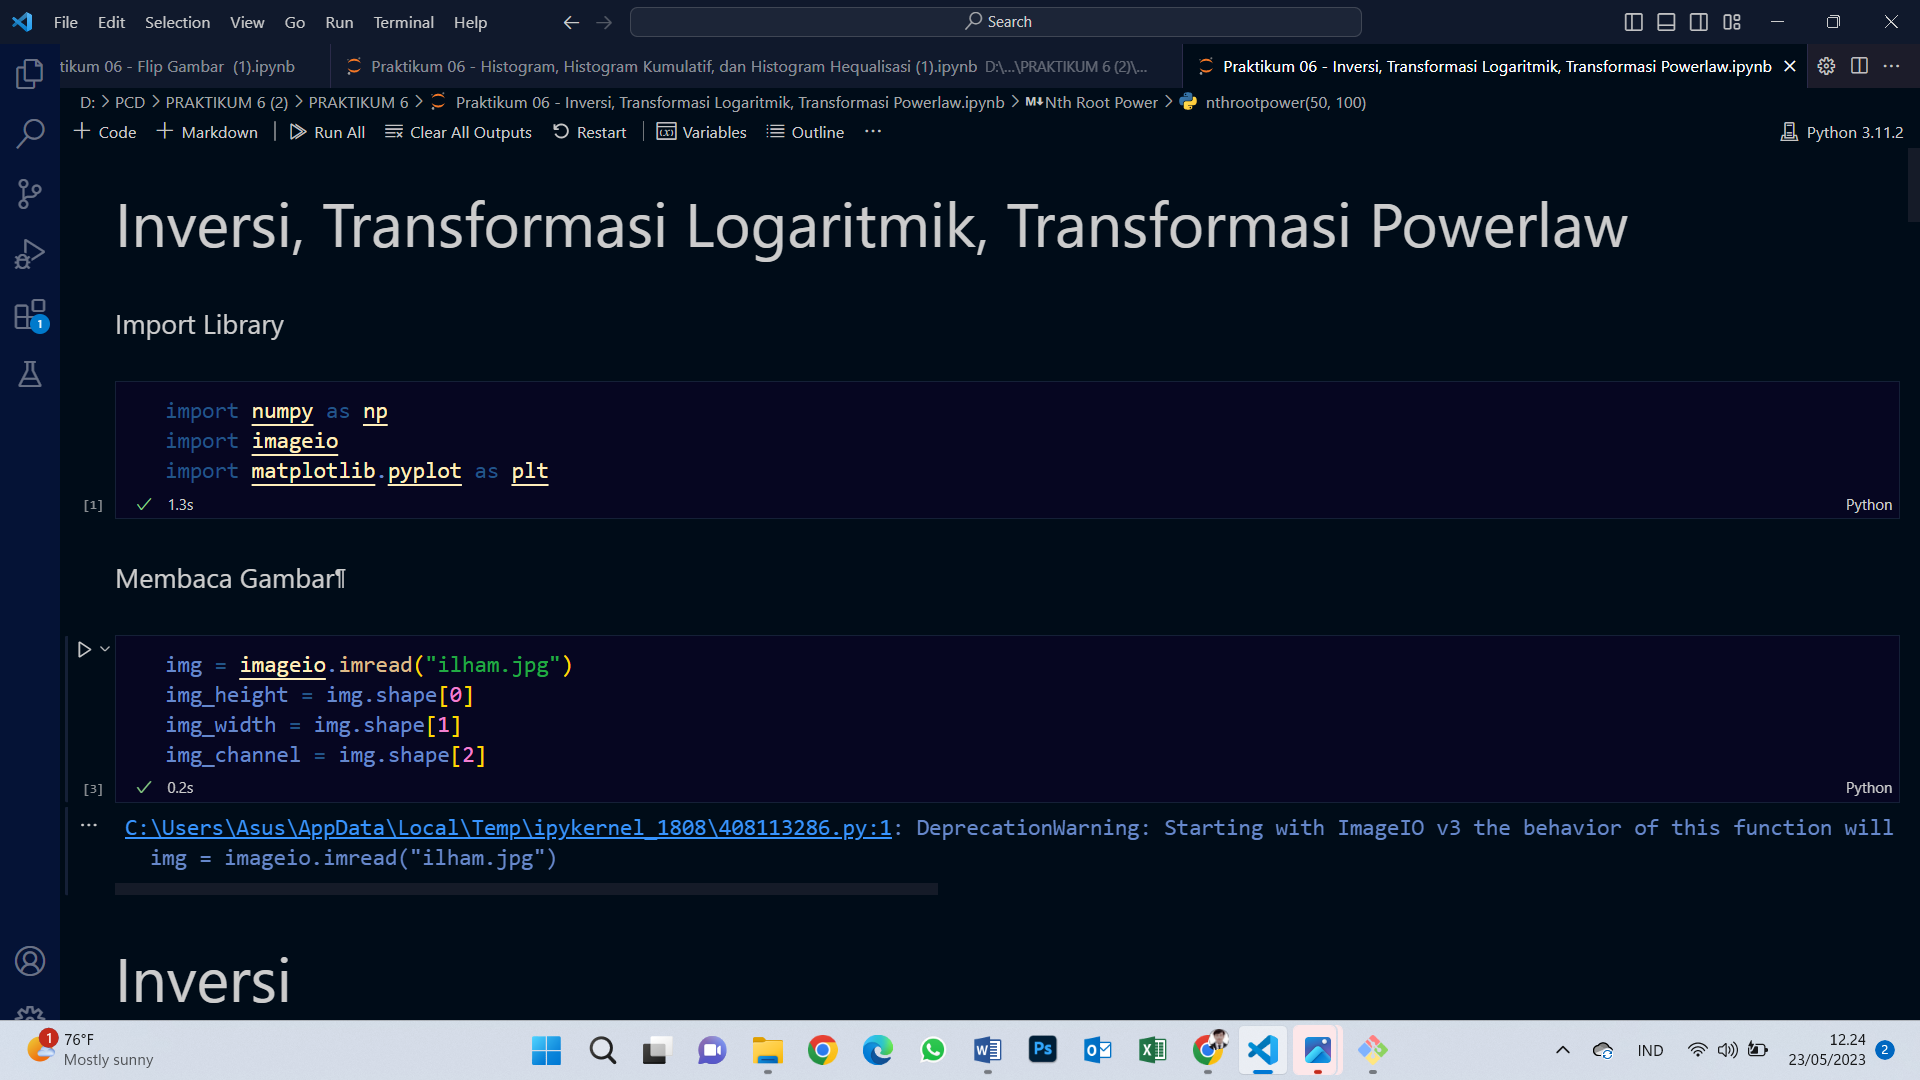 File Edit Selection View Go Run Terminal Help
Search
tikum 06 - Flip Gambar (1).ipynb
Praktikum 06 - Histogram, Histogram Kumulatif, dan Histogram Hequalisasi (1).ipynb D:\...\PRAKTIKUM 6 (2)\...
Praktikum 06 - Inversi, Transformasi Logaritmik, Transformasi Powerlaw.ipynb
D: > PCD > PRAKTIKUM 6 (2) > PRAKTIKUM 6 > Praktikum 06 - Inversi, Transformasi Logaritmik, Transformasi Powerlaw.ipynb > M↓Nth Root Power > nthrootpower(50, 100)
+ Code + Markdown | Run All Clear All Outputs Restart | Variables Outline ...
Python 3.11.2
Inversi, Transformasi Logaritmik, Transformasi Powerlaw
Import Library
import numpy as np
import imageio
import matplotlib.pyplot as plt
[1] ✓ 1.3s Python
Membaca Gambar¶
img = imageio.imread("ilham.jpg")
img_height = img.shape[0]
img_width = img.shape[1]
img_channel = img.shape[2]
[3] ✓ 0.2s Python
... C:\Users\Asus\AppData\Local\Temp\ipykernel_1808\408113286.py:1: DeprecationWarning: Starting with ImageIO v3 the behavior of this function will
img = imageio.imread("ilham.jpg")
Inversi
1
1
76°F
Mostly sunny
Ps
IND
12.24
23/05/2023
2